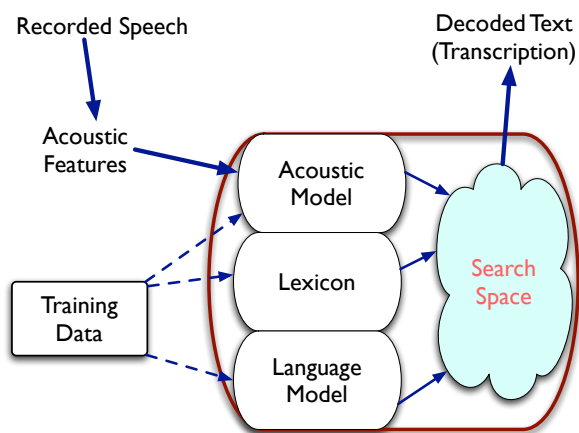 Recorded Speech
Decoded Text
(Transcription)
Acoustic
Features
Acoustic
Model
Lexicon
Search
Space
Training
Data
Language
Model